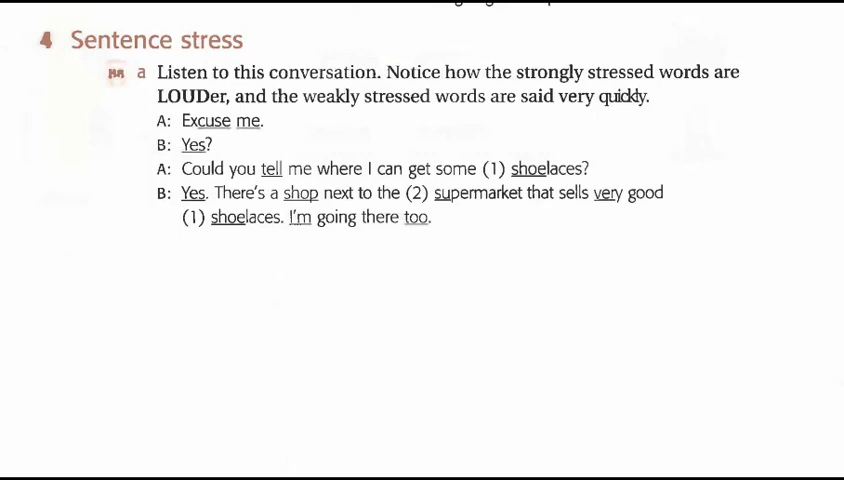 4 Sentence stress
a Listen to this conversation. Notice how the strongly stressed words are
LOUDer, and the weakly stressed words are said very quickly.
A: Excuse me.
B: Yes?
A: Could you tell me where I can get some (1) shoelaces?
B: Yes. There's a shop next to the (2) supermarket that sells very good
(1) shoelaces. I'm going there too.